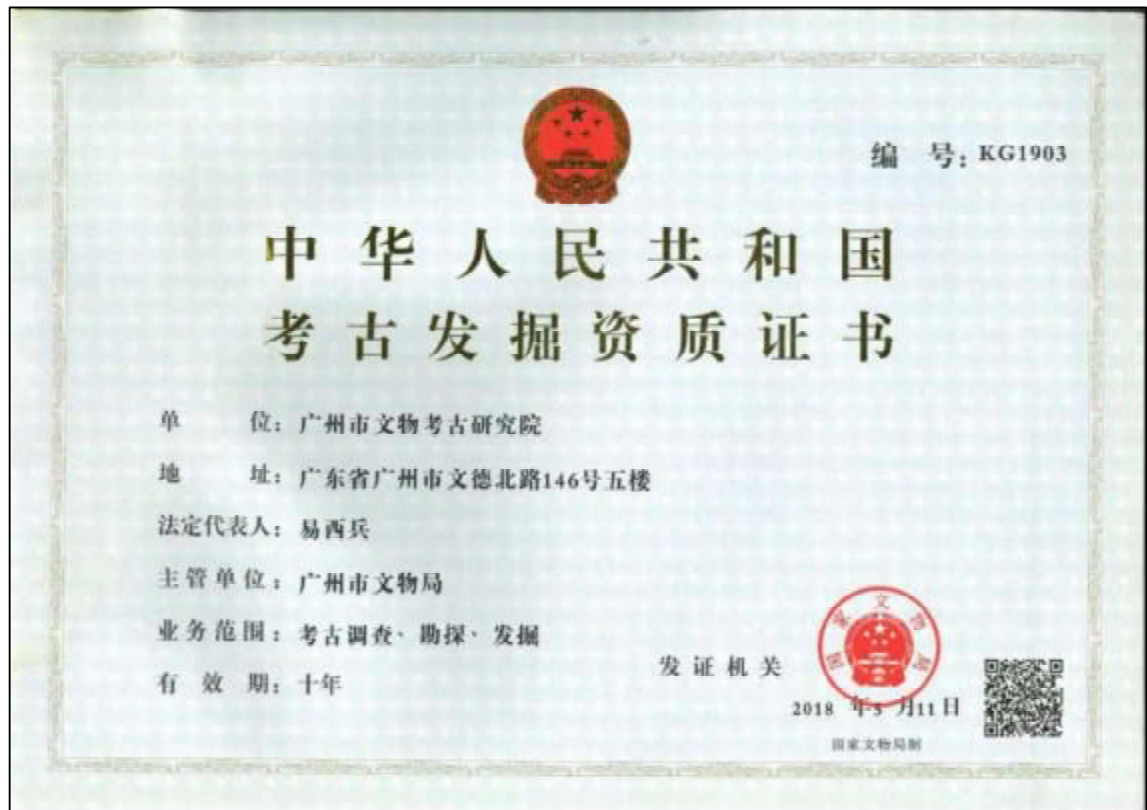 编 号：KG1903
中华人民共和国
考古发掘资质证书
单 位：广州市文物考古研究院
地 址：广东省广州市文德北路146号五楼
法定代表人：易西兵
主管单位：广州市文物局
业务范围：考古调查、勘探、发掘
有 效 期：十年
发证机关
国家文物局
2018 年 月11日
国家文物局制